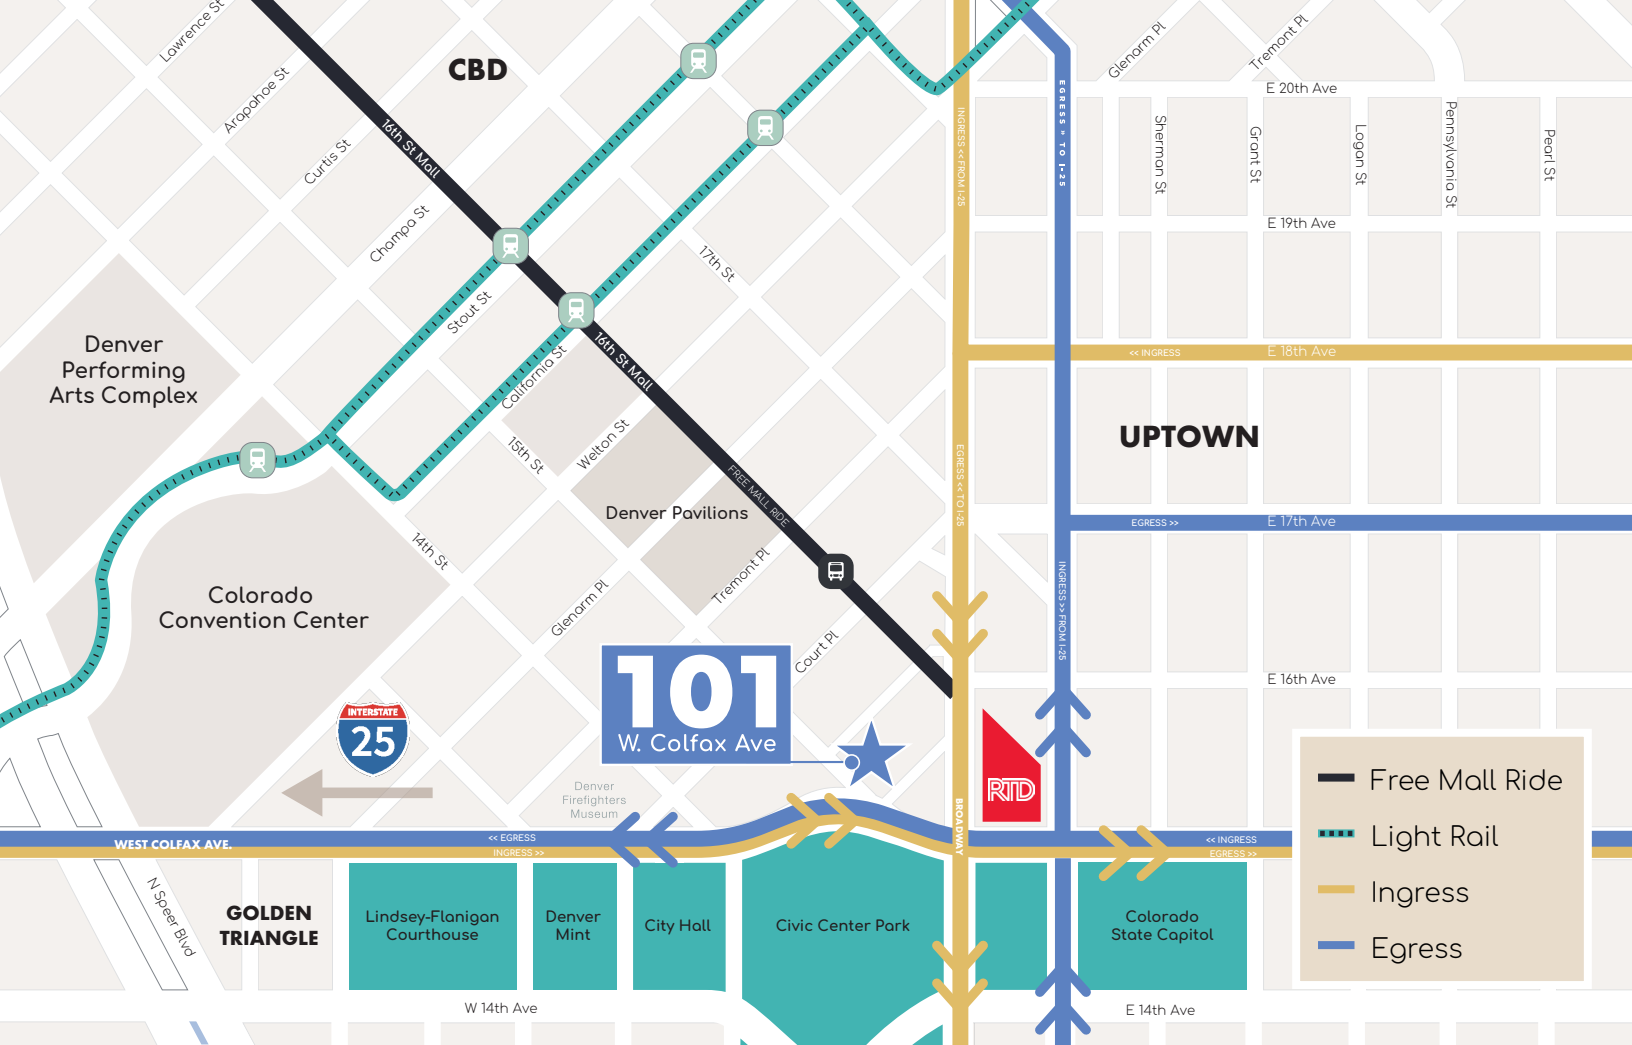 Lawrence St
Arapahoe St
Curtis St
Champa St
CBD
16th St Mall
Stout St
17th St
California St
16th St Mall
Welton St
15th St
FREE MALL RIDE
14th St
Glenarm Pl
Tremont Pl
Court Pl
Denver
Performing
Arts Complex
Colorado
Convention Center
Denver Pavilions
INGRESS << FROM I-25
EGRESS << TO I-25
BROADWAY
EGRESS » TO I-25
INGRESS >> FROM I-25
Glenarm Pl
Tremont Pl
E 20th Ave
Sherman St
Grant St
Logan St
Pennsylvania St
Pearl St
E 19th Ave
<< INGRESS
E 18th Ave
UPTOWN
EGRESS >>
E 17th Ave
E 16th Ave
INTERSTATE
25
101
W. Colfax Ave
Denver
Firefighters
Museum
RTD
WEST COLFAX AVE.
<< EGRESS
INGRESS >>
<< INGRESS
EGRESS >>
N Speer Blvd
GOLDEN
TRIANGLE
Lindsey-Flanigan
Courthouse
Denver
Mint
City Hall
Civic Center Park
Colorado
State Capitol
W 14th Ave
E 14th Ave
Free Mall Ride
Light Rail
Ingress
Egress